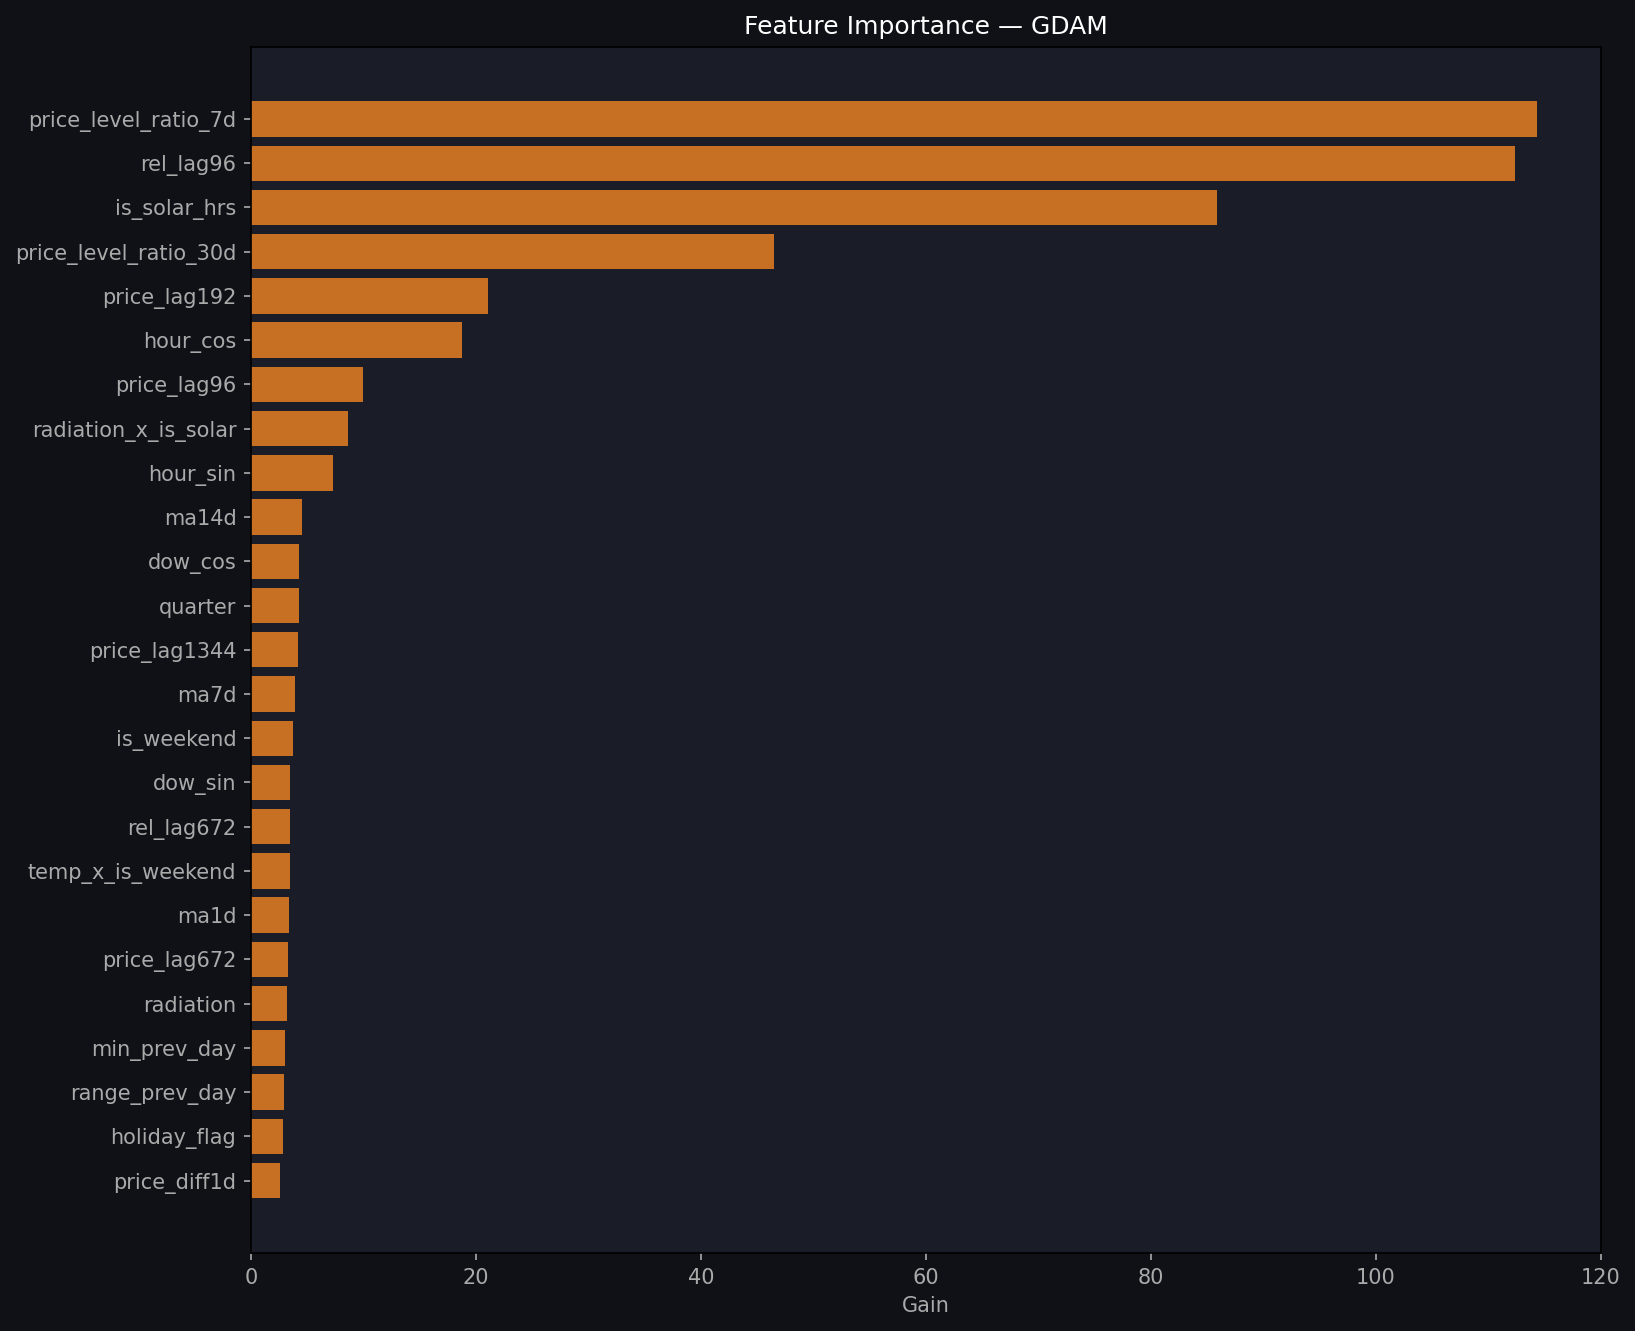 Feature Importance — GDAM
price_level_ratio_7d
rel_lag96
is_solar_hrs
price_level_ratio_30d
price_lag192
hour_cos
price_lag96
radiation_x_is_solar
hour_sin
ma14d
dow_cos
quarter
price_lag1344
ma7d
is_weekend
dow_sin
rel_lag672
temp_x_is_weekend
ma1d
price_lag672
radiation
min_prev_day
range_prev_day
holiday_flag
price_diff1d
0 20 40 60 80 100 120
Gain